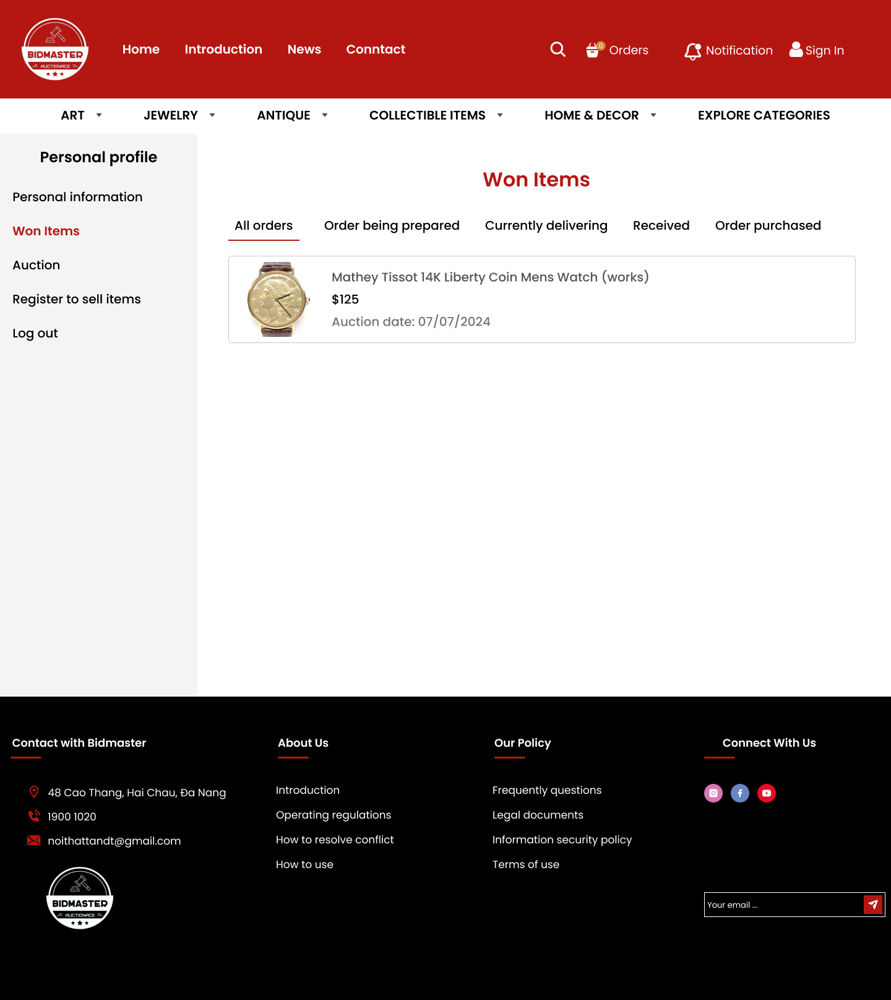 BIDMASTER
AUCTIONACE
Home Introduction News Conntact
0 Orders Notification Sign In
ART JEWELRY ANTIQUE COLLECTIBLE ITEMS HOME & DECOR EXPLORE CATEGORIES
Personal profile
Personal information
Won Items
Auction
Register to sell items
Log out
Won Items
All orders Order being prepared Currently delivering Received Order purchased
Mathey Tissot 14K Liberty Coin Mens Watch (works)
$125
Auction date: 07/07/2024
Contact with Bidmaster
48 Cao Thang, Hai Chau, Đa Nang
1900 1020
noithattandt@gmail.com
BIDMASTER
AUCTIONACE
About Us
Introduction
Operating regulations
How to resolve conflict
How to use
Our Policy
Frequently questions
Legal documents
Information security policy
Terms of use
Connect With Us
Your email ...